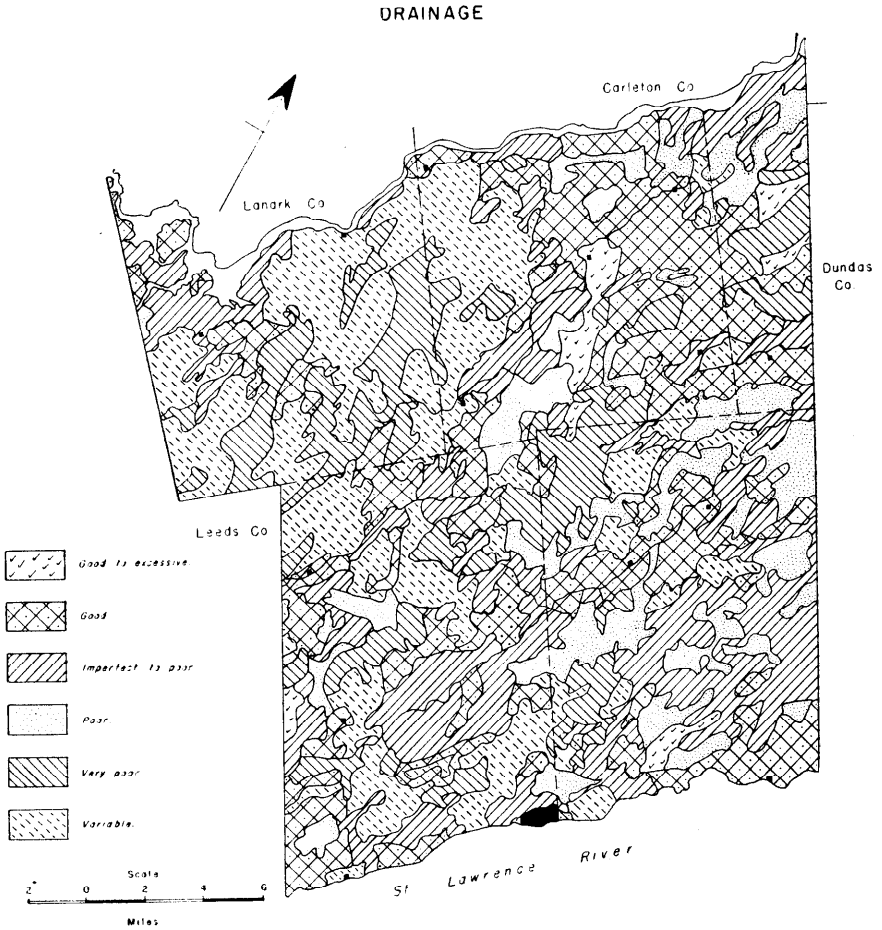 DRAINAGE
Carleton Co
Lanark Co
Dundas
Co.
Leeds Co
Good to excessive.
Good
Imperfect to poor
Poor
Very poor
Variable.
Scale
2 0 2 4 6
Miles
St Lawrence River